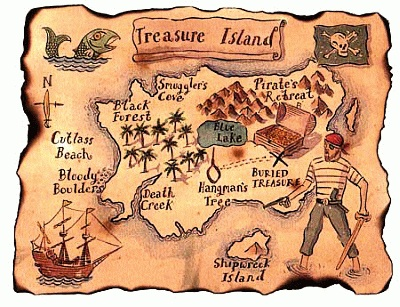 Treasure Island
N
Smuggler's
Cove
Pirate's
Retreat
Black
Forest
Blue
Lake
Cutlass
Beach
Bloody
Boulders
BURIED
TREASURE
Hangman's
Tree
Death
Creek
Shipwreck
Island